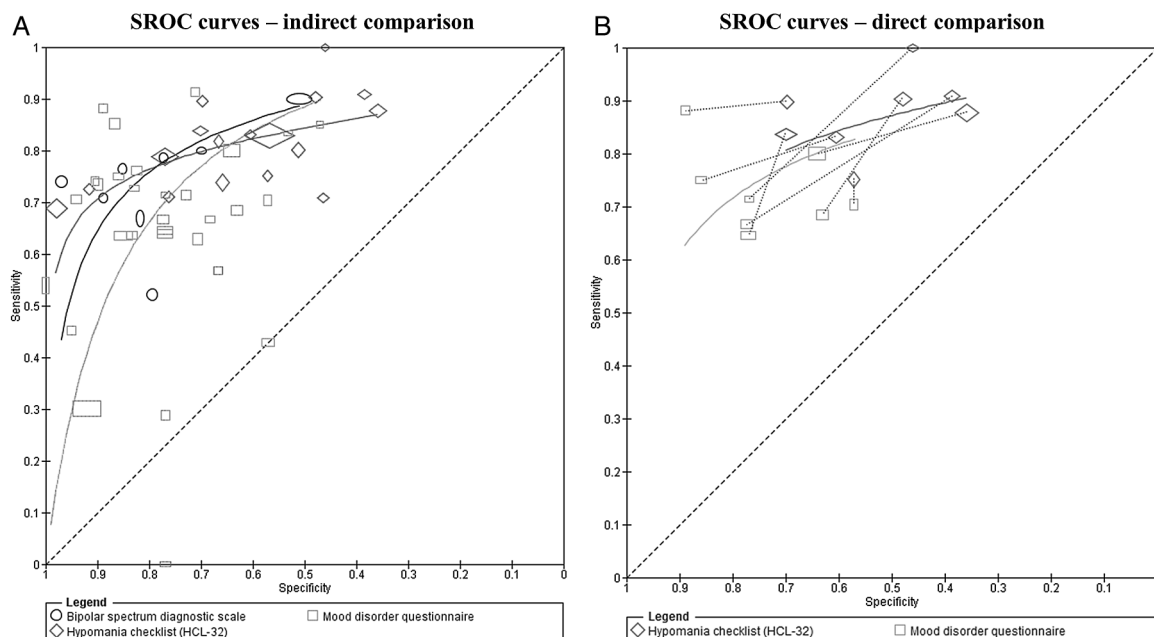 A
SROC curves – indirect comparison
1
0.9
0.8
0.7
0.6
0.5
0.4
0.3
0.2
0.1
0
Sensitivity
1 0.9 0.8 0.7 0.6 0.5 0.4 0.3 0.2 0.1 0
Specificity
Legend
Bipolar spectrum diagnostic scale Mood disorder questionnaire
Hypomania checklist (HCL-32)
B
SROC curves – direct comparison
1
0.9
0.8
0.7
0.6
0.5
0.4
0.3
0.2
0.1
0
Sensitivity
1 0.9 0.8 0.7 0.6 0.5 0.4 0.3 0.2 0.1
Specificity
Legend
Hypomania checklist (HCL-32) Mood disorder questionnaire